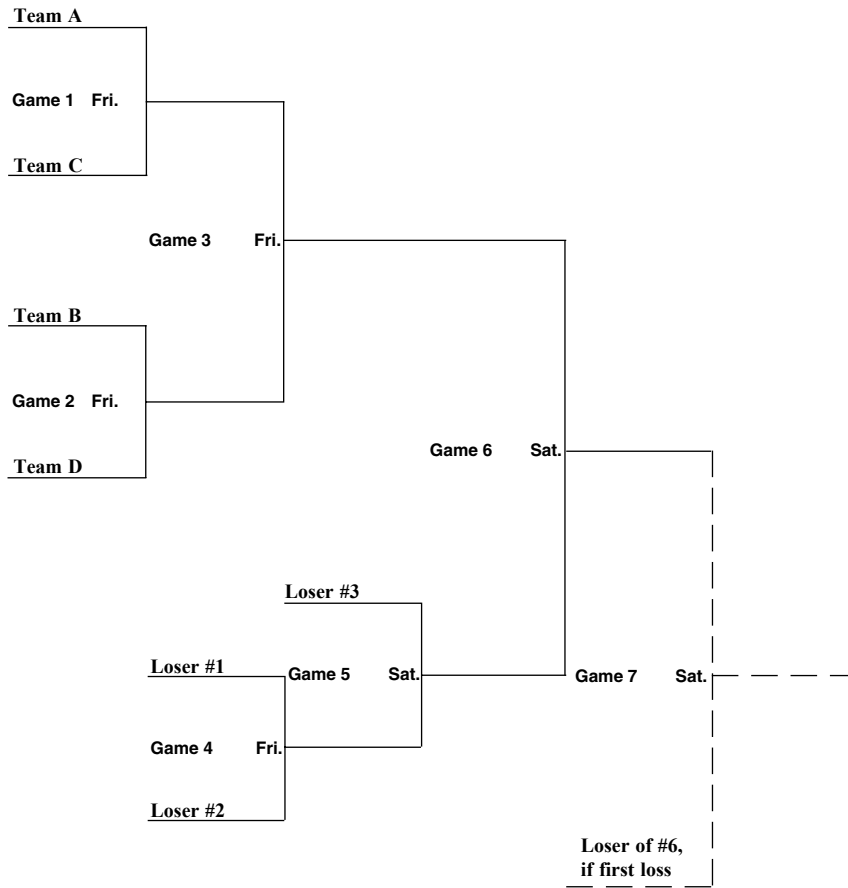 Team A
Game 1 Fri.
Team C
Game 3 Fri.
Team B
Game 2 Fri.
Team D
Game 6 Sat.
Loser #3
Loser #1
Game 5 Sat.
Game 7 Sat.
Game 4 Fri.
Loser #2
Loser of #6,
if first loss